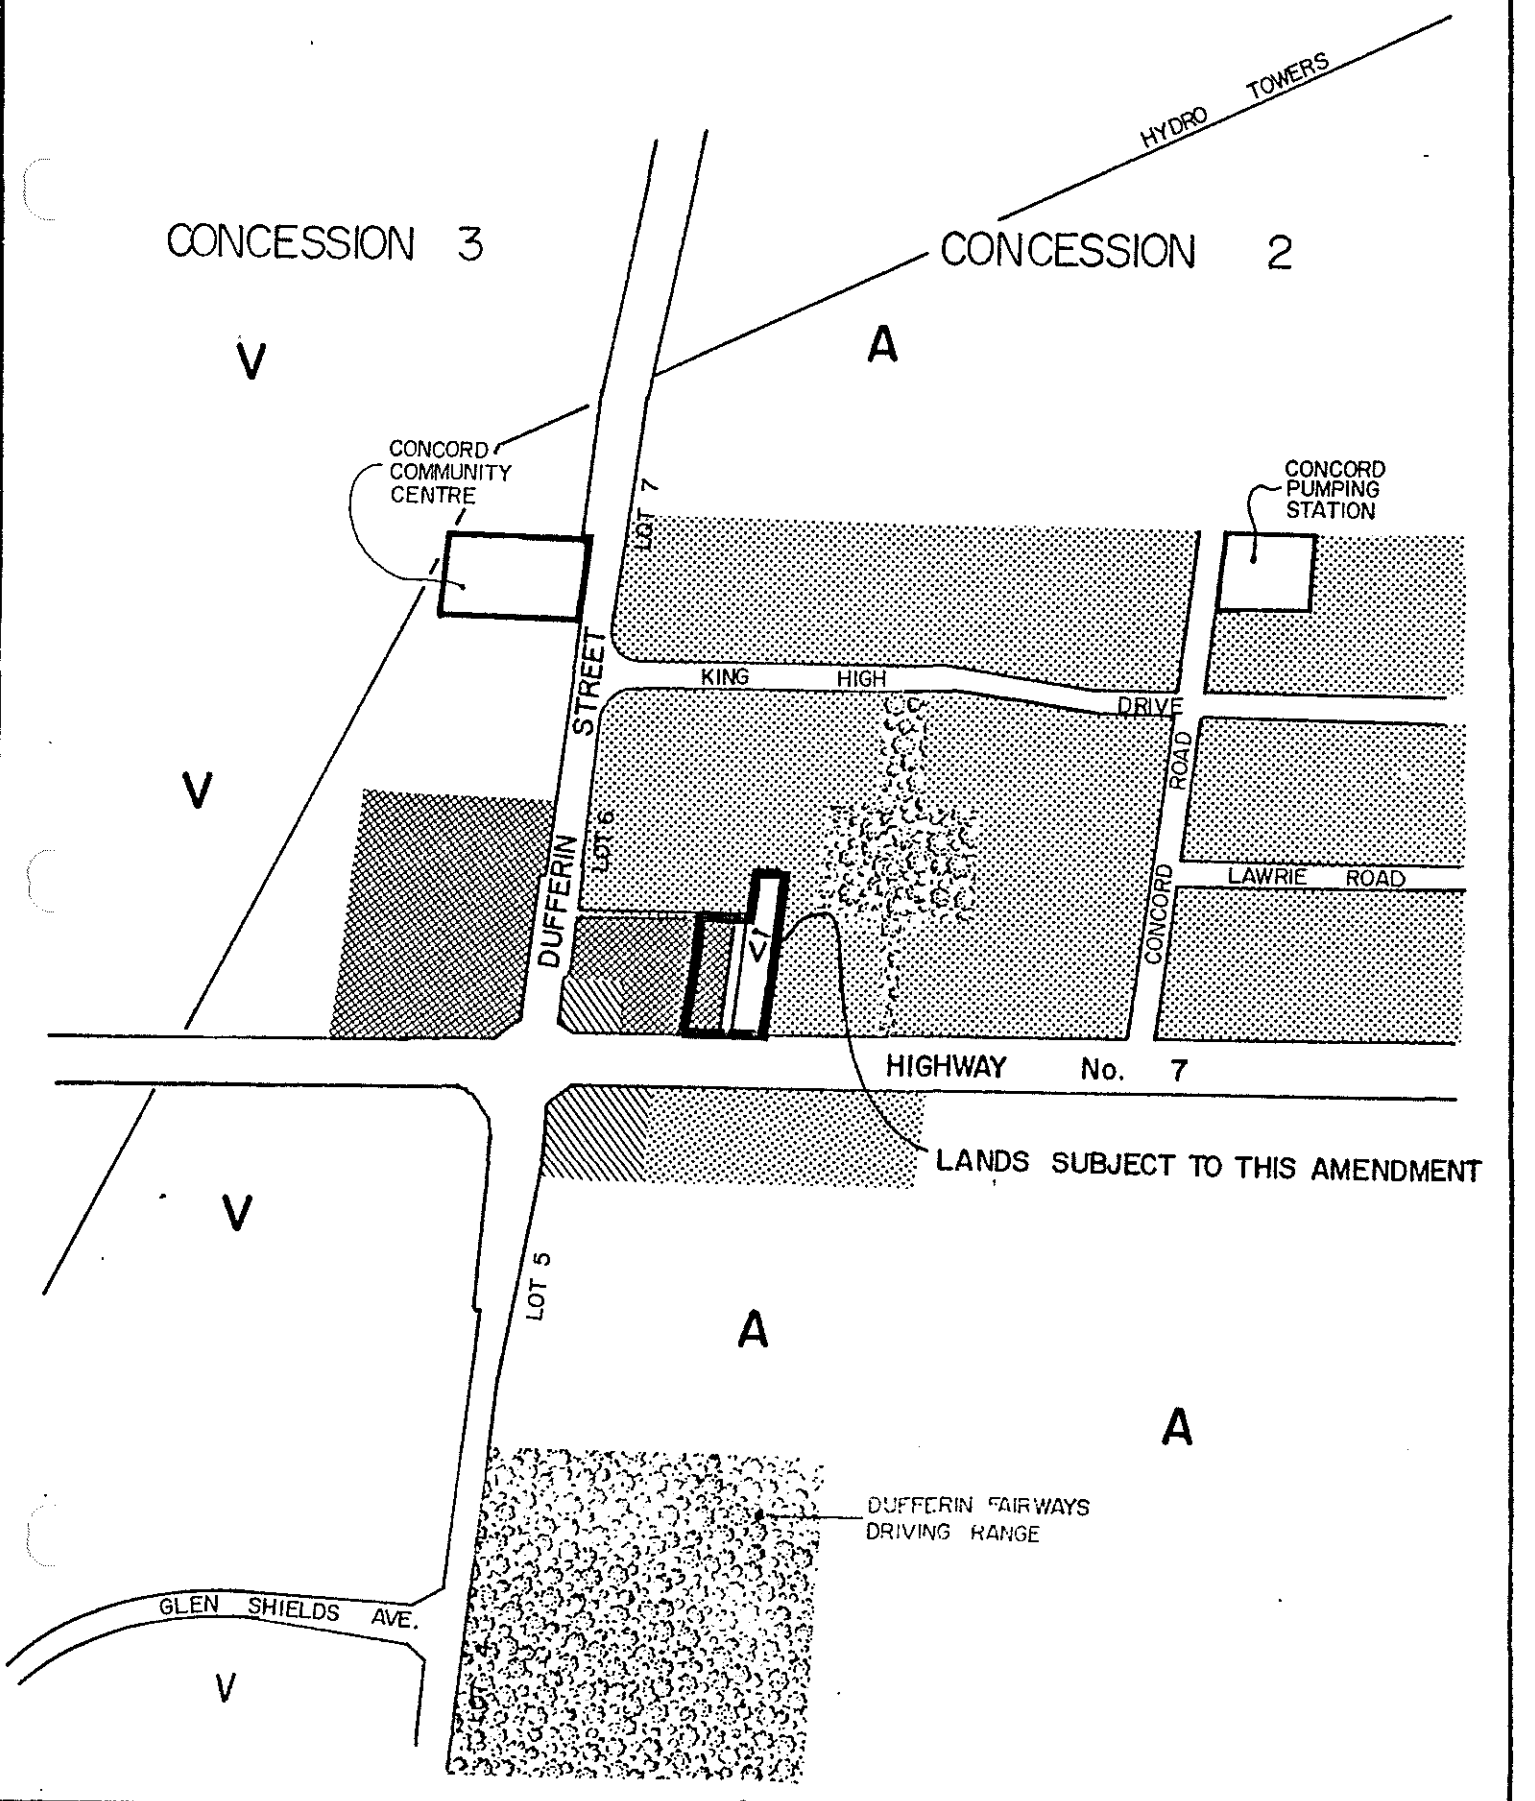 HYDRO TOWERS
CONCESSION 3
CONCESSION 2
V
A
CONCORD
COMMUNITY
CENTRE
CONCORD
PUMPING
STATION
LOT 7
KING HIGH DRIVE
DUFFERIN STREET
V
LOT 6
CONCORD ROAD
LAWRIE ROAD
HIGHWAY No. 7
LANDS SUBJECT TO THIS AMENDMENT
V
LOT 5
A
A
DUFFERIN FAIRWAYS
DRIVING RANGE
GLEN SHIELDS AVE.
V